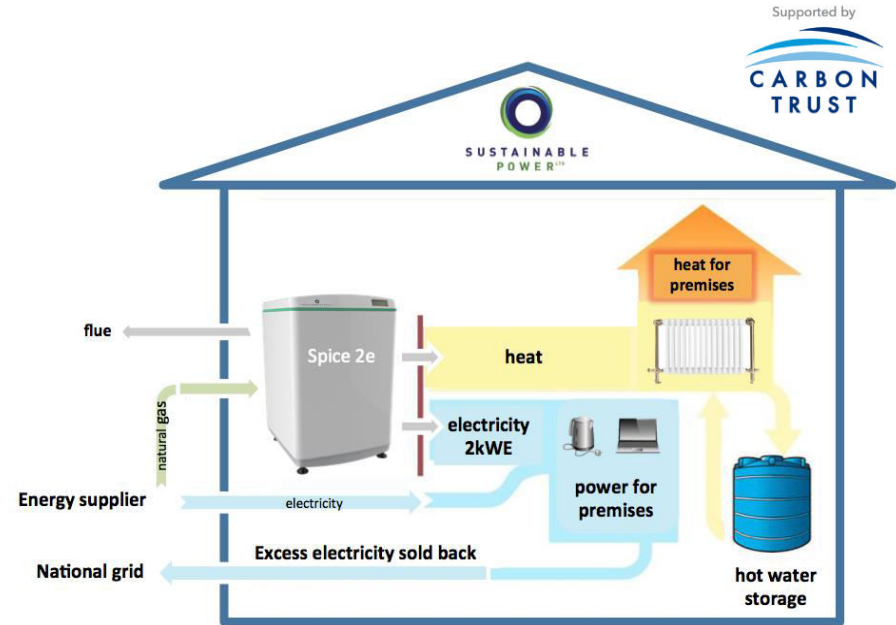 Supported by
CARBON
TRUST
SUSTAINABLE
POWER LTD
heat for
premises
flue
Spice 2e
heat
natural gas
electricity
2kWE
power for
premises
Energy supplier
electricity
Excess electricity sold back
National grid
hot water
storage